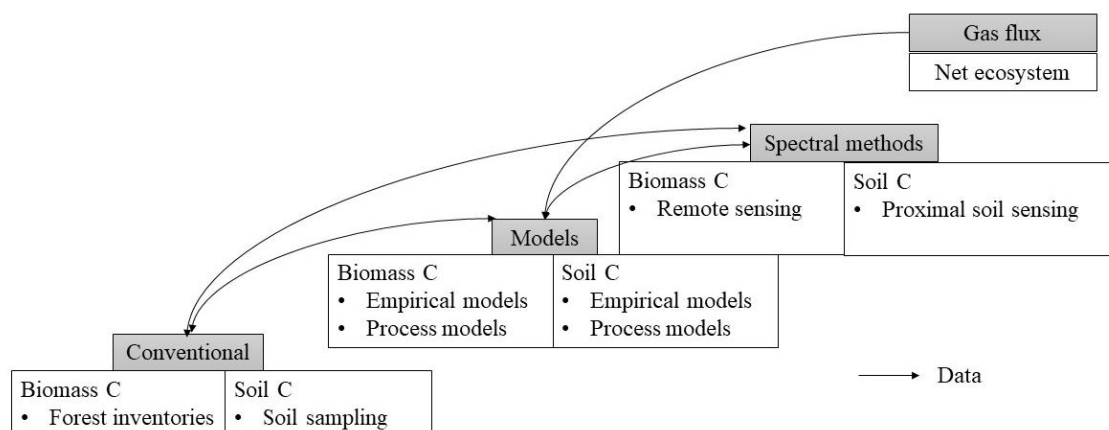 Gas flux
Net ecosystem
Spectral methods
Biomass C
• Remote sensing
Soil C
• Proximal soil sensing
Models
Biomass C
• Empirical models
• Process models
Soil C
• Empirical models
• Process models
Conventional
Biomass C
• Forest inventories
Soil C
• Soil sampling
Data